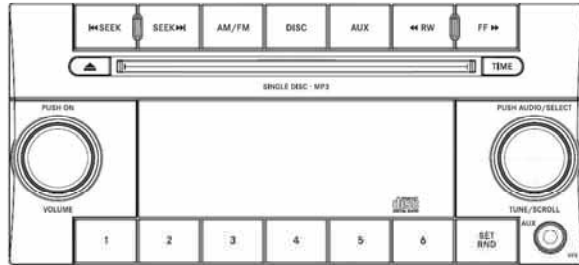 SEEK
SEEK
AM/FM
DISC
AUX
RW
FF
TIME
SINGLE DISC · MP3
PUSH ON
PUSH AUDIO/SELECT
VOLUME
TUNE/SCROLL
disc
1
2
3
4
5
6
SET
RND
AUX